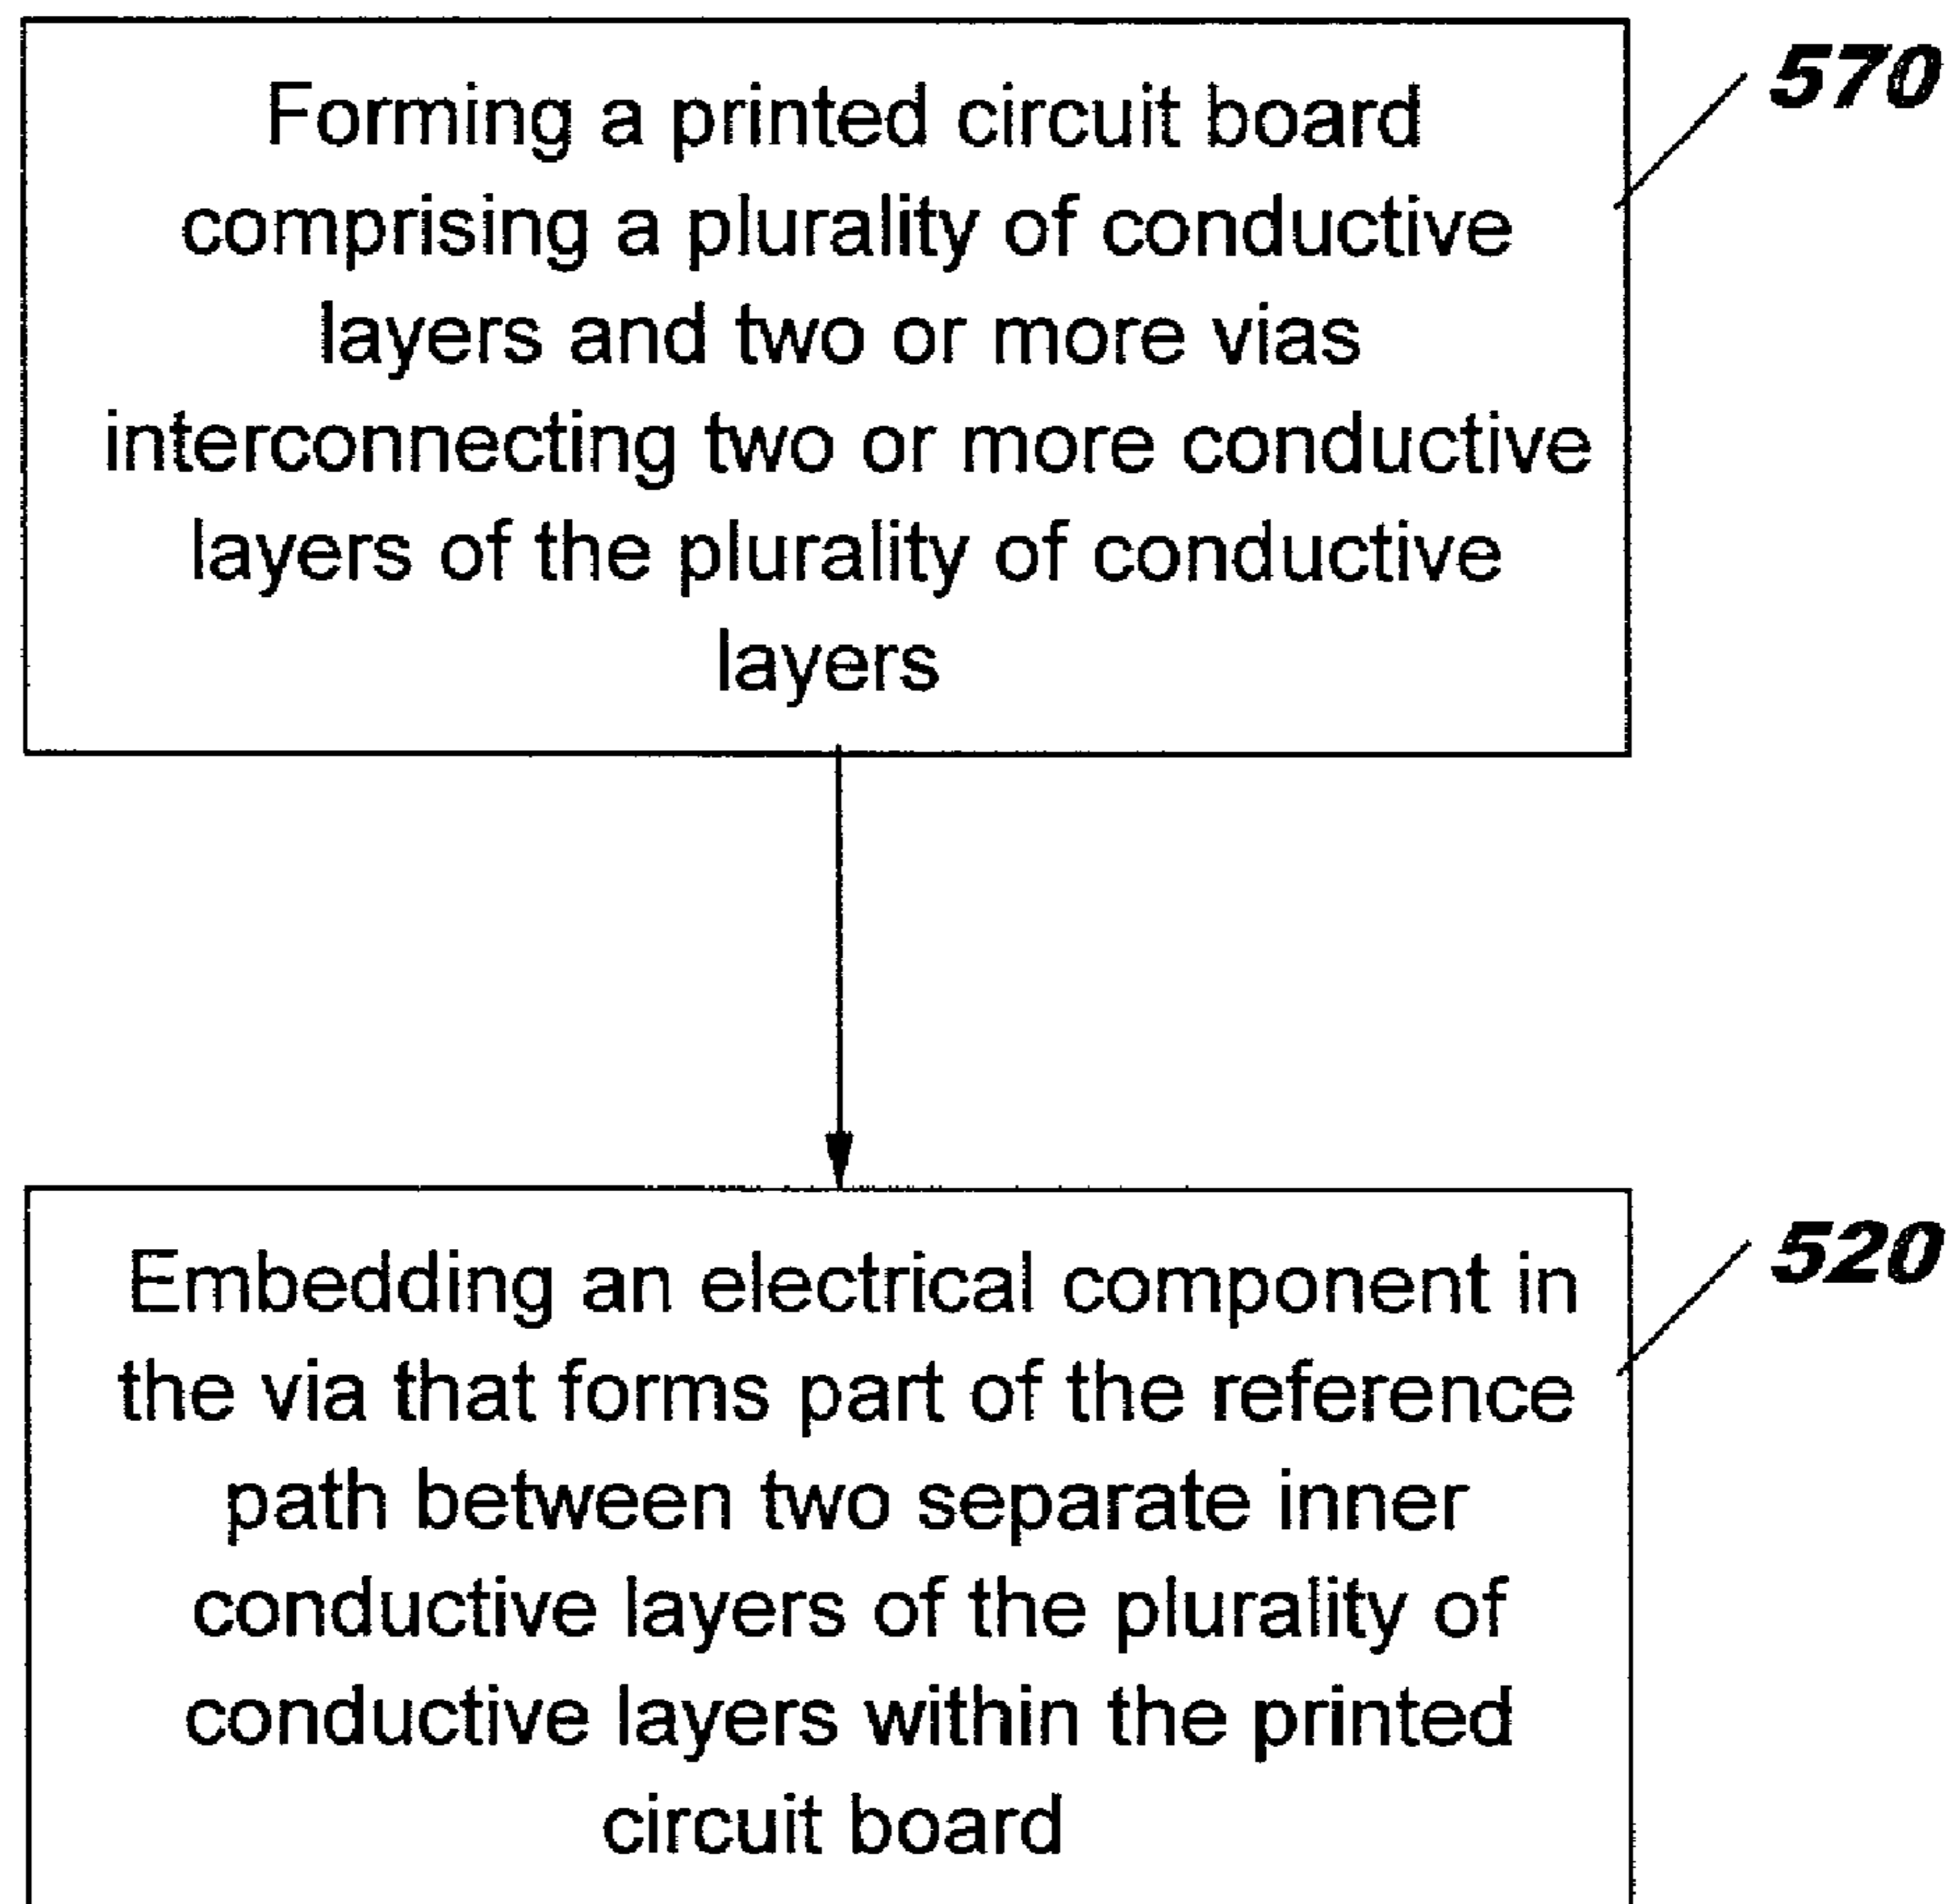 Forming a printed circuit board
comprising a plurality of conductive
layers and two or more vias
interconnecting two or more conductive
layers of the plurality of conductive
layers
570
Embedding an electrical component in
the via that forms part of the reference
path between two separate inner
conductive layers of the plurality of
conductive layers within the printed
circuit board
520